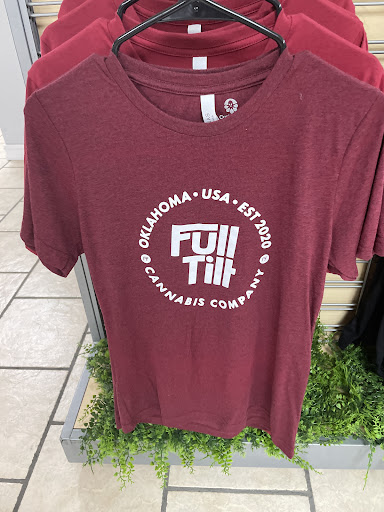 OKLAHOMA • USA • EST 2020
Full
Tilt
CANNABIS COMPANY